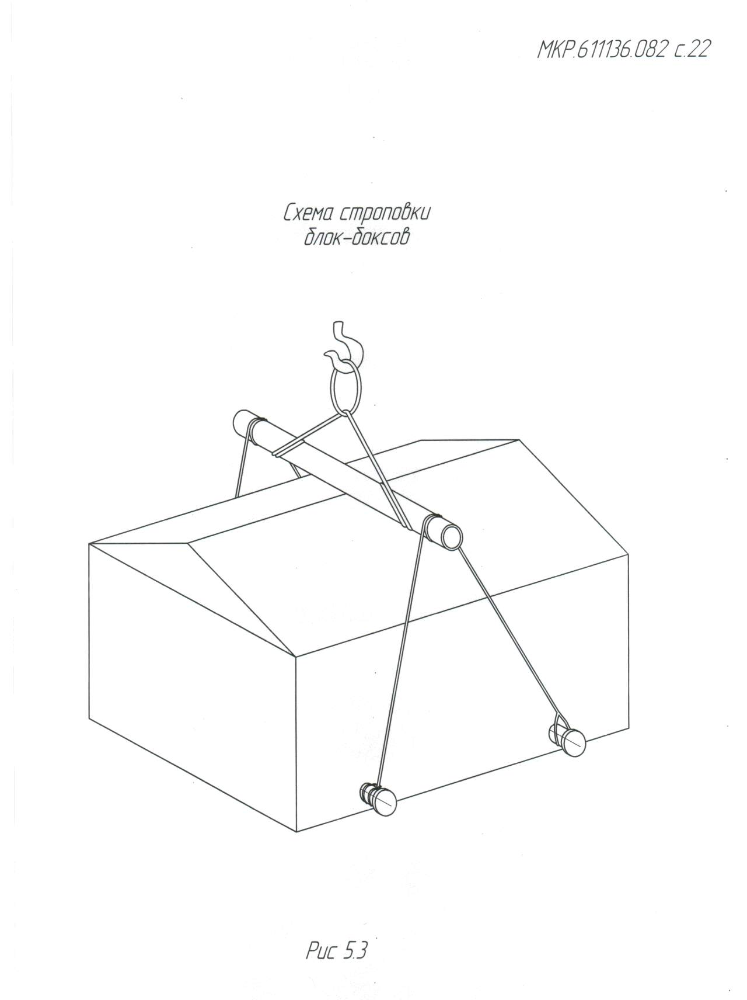 МКР.611136.082 с.22
Схема строповки
блок-боксов
Рис 5.3